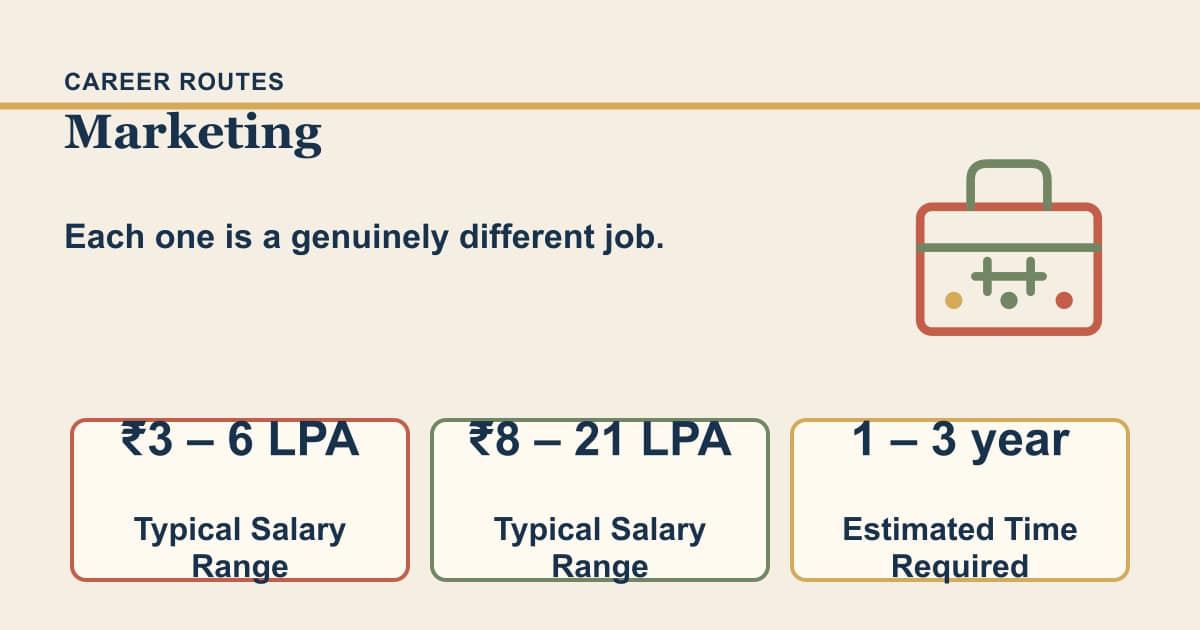 CAREER ROUTES
Marketing
Each one is a genuinely different job.
₹3 – 6 LPA
Typical Salary
Range
₹8 – 21 LPA
Typical Salary
Range
1 – 3 year
Estimated Time
Required